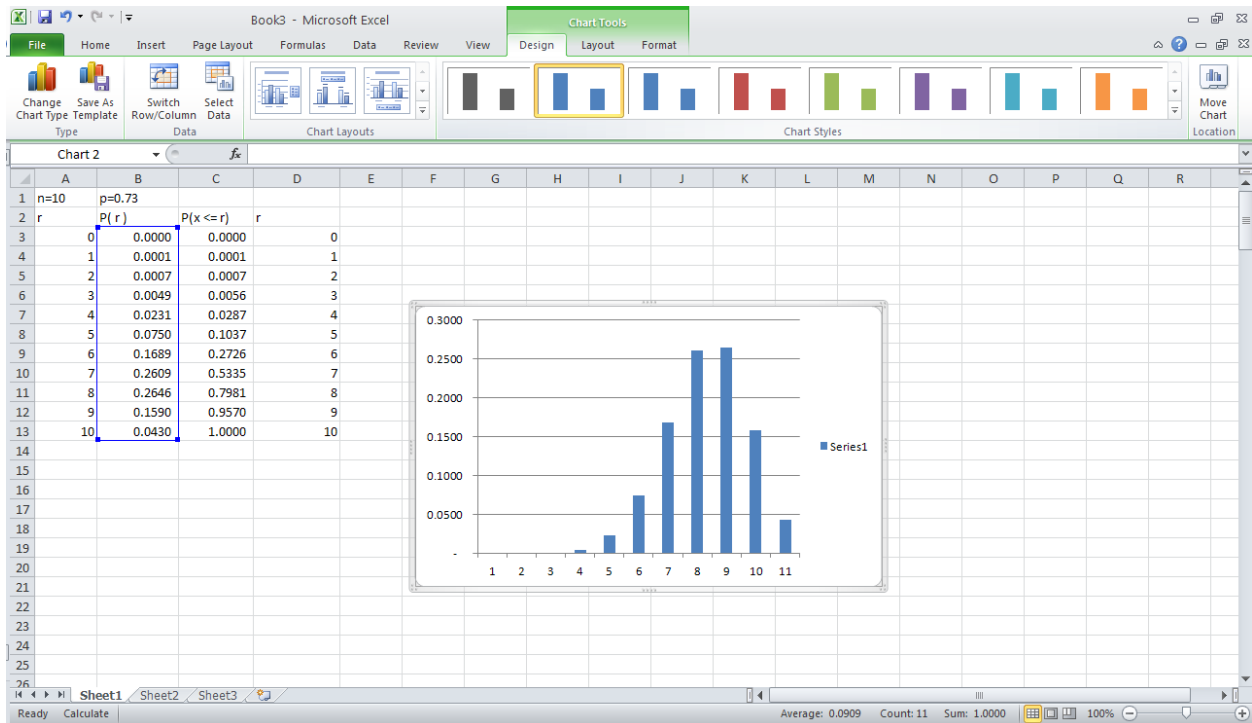 Book3 - Microsoft Excel
Chart Tools
File Home Insert Page Layout Formulas Data Review View Design Layout Format
Change Chart Type
Save As Template
Switch Row/Column
Select Data
Move Chart
Type Data Chart Layouts Chart Styles Location
Chart 2 fx
A B C D E F G H I J K L M N O P Q R
1 n=10 p=0.73
2 r P( r ) P(x <= r) r
3 0 0.0000 0.0000 0
4 1 0.0001 0.0001 1
5 2 0.0007 0.0007 2
6 3 0.0049 0.0056 3
7 4 0.0231 0.0287 4
8 5 0.0750 0.1037 5
9 6 0.1689 0.2726 6
10 7 0.2609 0.5335 7
11 8 0.2646 0.7981 8
12 9 0.1590 0.9570 9
13 10 0.0430 1.0000 10
14
15
16
17
18
19
20
21
22
23
24
25
26
0.3000
0.2500
0.2000
0.1500
0.1000
0.0500
-
1 2 3 4 5 6 7 8 9 10 11
Series1
Sheet1 Sheet2 Sheet3
Ready Calculate Average: 0.0909 Count: 11 Sum: 1.0000 100%